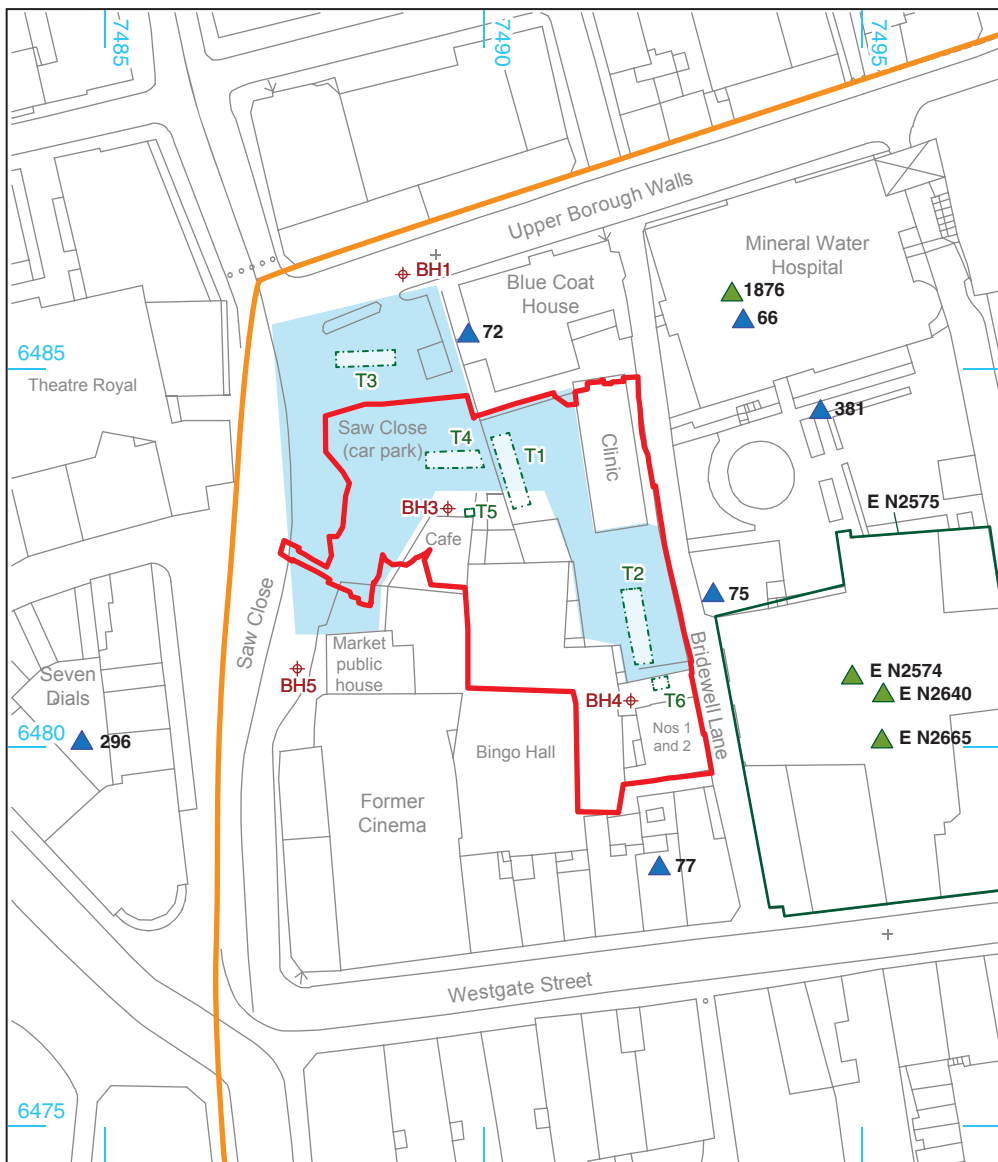 7485
7490
7495
Upper Borough Walls
Mineral Water
Hospital
BH1
Blue Coat
House
1876
66
72
6485
T3
Theatre Royal
381
Saw Close
(car park)
T4
T1
Clinic
E N2575
BH3
T5
Cafe
T2
75
Saw Close
Market
public
house
Bridewell Lane
Seven
Dials
BH5
E N2574
E N2640
BH4
T6
Nos 1
and 2
6480
296
Bingo Hall
E N2665
Former
Cinema
77
Westgate Street
6475